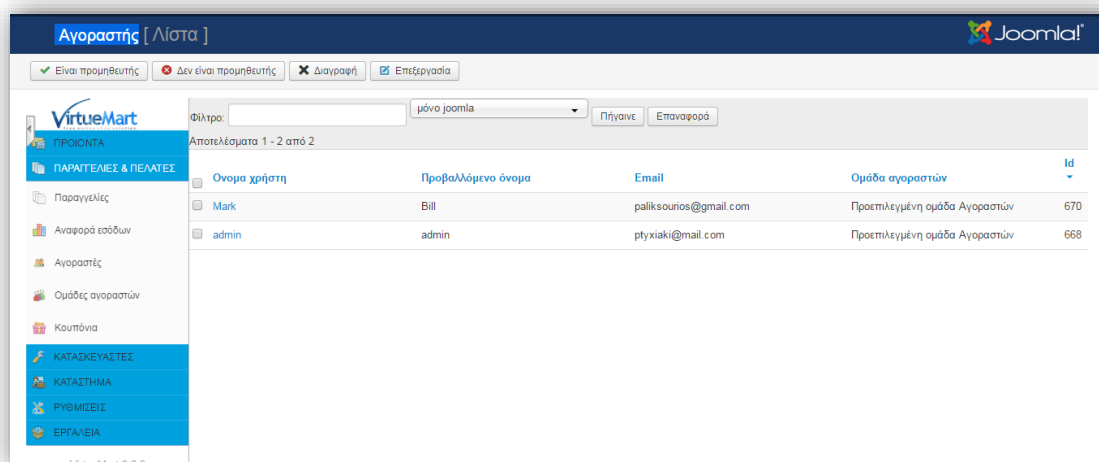 Αγοραστής [ Λίστα ]
Joomla!
Είναι προμηθευτής Δεν είναι προμηθευτής Διαγραφή Επεξεργασία
VirtueMart
Φίλτρο: μόνο joomla Πήγαινε Επαναφορά
Αποτελέσματα 1 - 2 από 2
Ονομα χρήστη Προβαλλόμενο όνομα Email Ομάδα αγοραστών Id
Mark Bill paliksourios@gmail.com Προεπιλεγμένη ομάδα Αγοραστών 670
admin admin ptyxiaki@mail.com Προεπιλεγμένη ομάδα Αγοραστών 668
ΠΡΟΙΟΝΤΑ
ΠΑΡΑΓΓΕΛΙΕΣ & ΠΕΛΑΤΕΣ
Παραγγελίες
Αναφορά εσόδων
Αγοραστές
Ομάδες αγοραστών
Κουπόνια
ΚΑΤΑΣΚΕΥΑΣΤΕΣ
ΚΑΤΑΣΤΗΜΑ
ΡΥΘΜΙΣΕΙΣ
ΕΡΓΑΛΕΙΑ